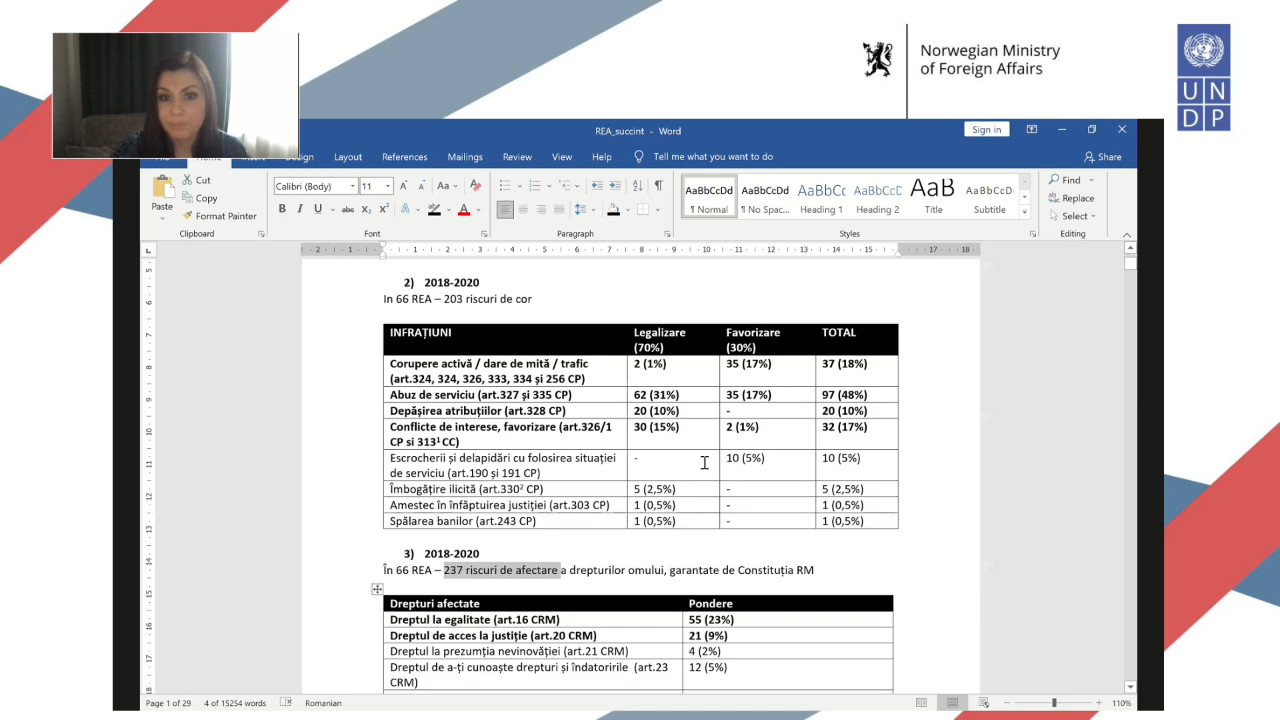 Norwegian Ministry
of Foreign Affairs
UN
DP
REA_succint - Word
Sign in
Layout References Mailings Review View Help Tell me what you want to do Share
Paste
Cut
Copy
Format Painter
Calibri (Body) 11
Aa
B I U abc X₂ X² A A
AaBbCcDd AaBbCcDd AaBbCc AaBbCcD AaB AaBbCcD
¶ Normal ¶ No Spac... Heading 1 Heading 2 Title Subtitle
Find
Replace
Select
Clipboard Font Paragraph Styles Editing
2) 2018-2020
In 66 REA – 203 riscuri de cor
INFRAȚIUNI Legalizare (70%) Favorizare (30%) TOTAL
Corupere activă / dare de mită / trafic 2 (1%) 35 (17%) 37 (18%)
(art.324, 324, 326, 333, 334 și 256 CP)
Abuz de serviciu (art.327 și 335 CP) 62 (31%) 35 (17%) 97 (48%)
Depășirea atribuțiilor (art.328 CP) 20 (10%) - 20 (10%)
Conflicte de interese, favorizare (art.326/1 30 (15%) 2 (1%) 32 (17%)
CP si 313¹ CC)
Escrocherii și delapidări cu folosirea situației - 10 (5%) 10 (5%)
de serviciu (art.190 și 191 CP)
Îmbogățire ilicită (art.330² CP) 5 (2,5%) - 5 (2,5%)
Amestec în înfăptuirea justiției (art.303 CP) 1 (0,5%) - 1 (0,5%)
Spălarea banilor (art.243 CP) 1 (0,5%) - 1 (0,5%)
3) 2018-2020
În 66 REA – 237 riscuri de afectare a drepturilor omului, garantate de Constituția RM
Drepturi afectate Pondere
Dreptul la egalitate (art.16 CRM) 55 (23%)
Dreptul de acces la justiție (art.20 CRM) 21 (9%)
Dreptul la prezumția nevinovăției (art.21 CRM) 4 (2%)
Dreptul de a-ți cunoaște drepturi și îndatoririle (art.23 12 (5%)
CRM)
Page 1 of 29 4 of 15254 words Romanian 110%